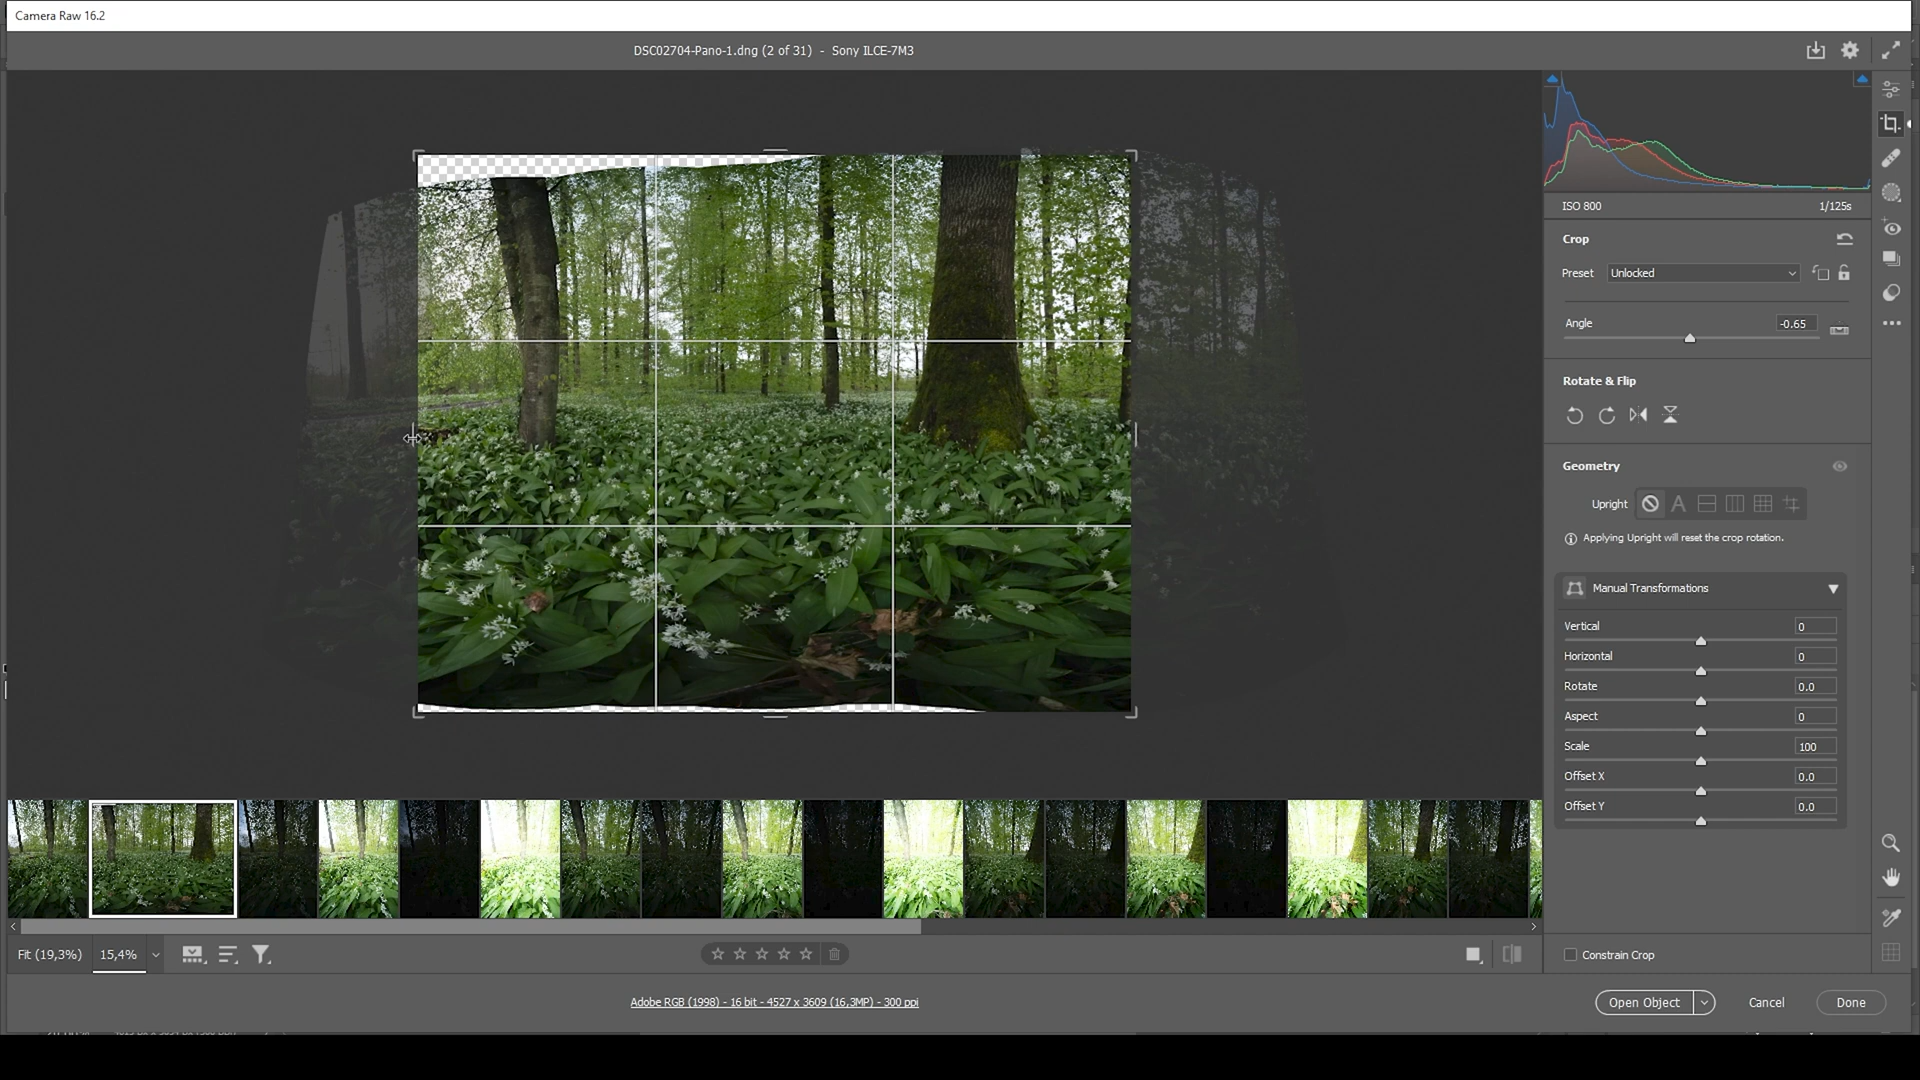 Camera Raw 16.2
DSC02704-Pano-1.dng (2 of 31) - Sony ILCE-7M3
ISO 800 1/125s
Crop
Preset Unlocked
Angle -0.65
Rotate & Flip
Geometry
Upright A
Applying Upright will reset the crop rotation.
Manual Transformations
Vertical 0
Horizontal 0
Rotate 0.0
Aspect 0
Scale 100
Offset X 0.0
Offset Y 0.0
Fit (19,3%) 15,4%
Constrain Crop
Adobe RGB (1998) - 16 bit - 4527 x 3609 (16,3MP) - 300 ppi
Open Object Cancel Done